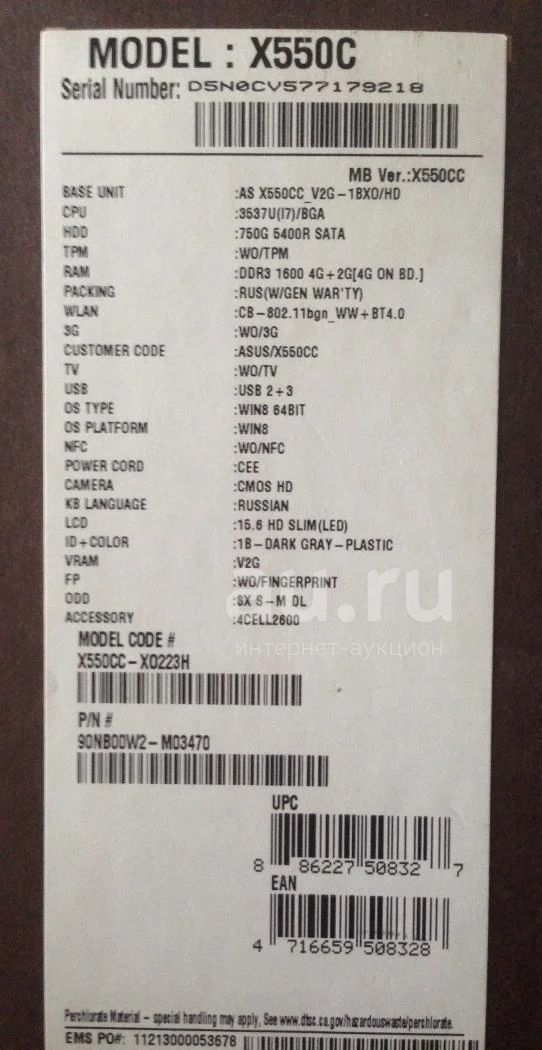 MODEL : X550C
Serial Number: D5N0CV577179218
MB Ver.:X550CC
BASE UNIT :AS X550CC_V2G-1BXO/HD
CPU :3537U(I7)/BGA
HDD :750G 5400R SATA
TPM :WO/TPM
RAM :DDR3 1600 4G+2G[4G ON BD.]
PACKING :RUS(W/GEN WAR'TY)
WLAN :CB-802.11bgn_WW+BT4.0
3G :WO/3G
CUSTOMER CODE :ASUS/X550CC
TV :WO/TV
USB :USB 2+3
OS TYPE :WIN8 64BIT
OS PLATFORM :WIN8
NFC :WO/NFC
POWER CORD :CEE
CAMERA :CMOS HD
KB LANGUAGE :RUSSIAN
LCD :15.6 HD SLIM(LED)
ID+COLOR :1B-DARK GRAY-PLASTIC
VRAM :V2G
FP :WO/FINGERPRINT
ODD :8X S-M DL
ACCESSORY :4CELL2600
au.ru
интернет-аукцион
MODEL CODE #
X550CC-XO223H
P/N #
90NB00W2-M03470
UPC
8 86227 50832 7
EAN
4 716659 508328
Perchlorate Material - special handling may apply, See www.dtsc.ca.gov/hazardouswaste/perchlorate.
EMS PO#: 11213000053678